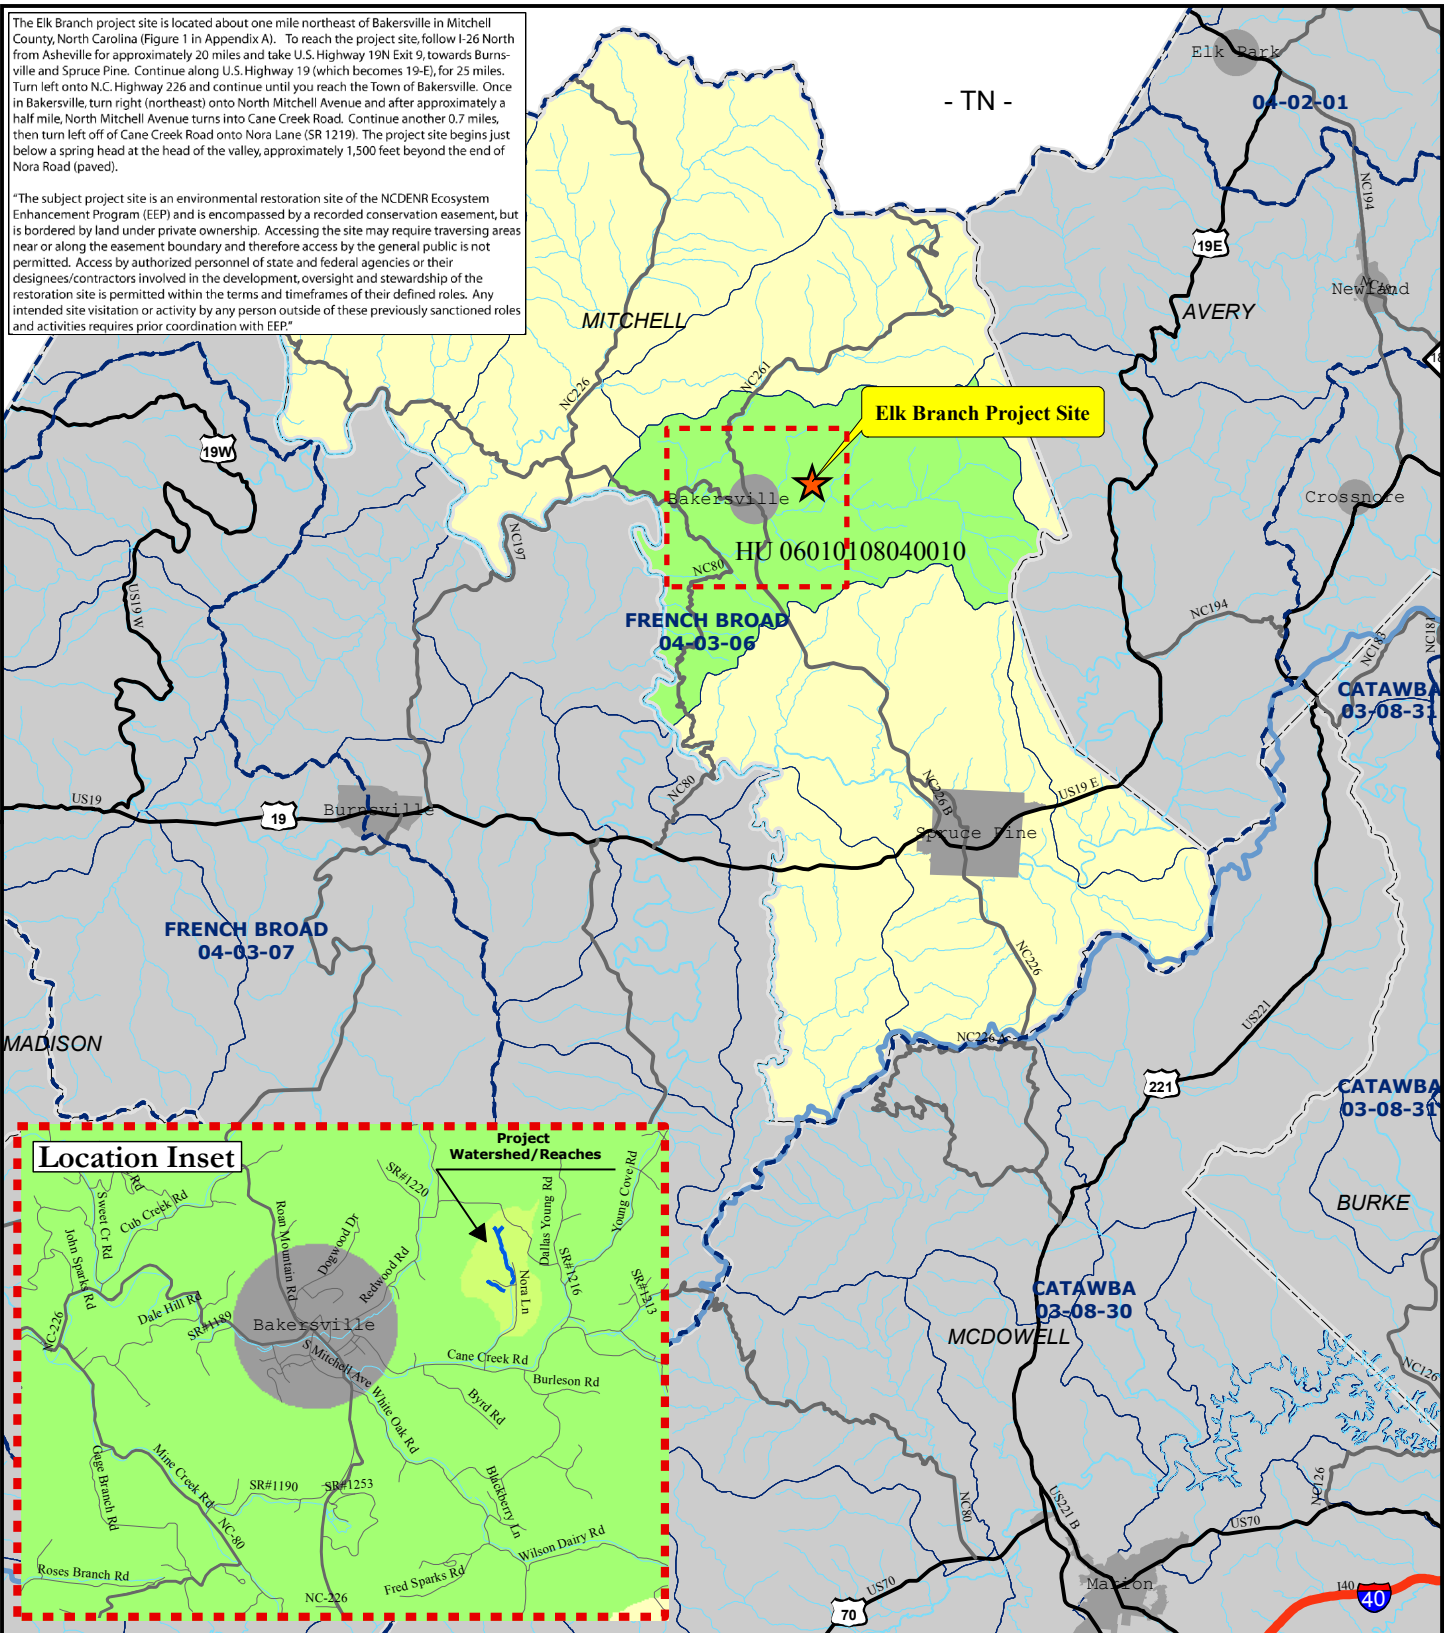 The Elk Branch project site is located about one mile northeast of Bakersville in Mitchell
County, North Carolina (Figure 1 in Appendix A).   To reach the project site, follow I-26 North
from Asheville for approximately 20 miles and take U.S. Highway 19N Exit 9, towards Burns-
ville and Spruce Pine.  Continue along U.S. Highway 19 (which becomes 19-E), for 25 miles.
Turn left onto N.C. Highway 226 and continue until you reach the Town of Bakersville.  Once
in Bakersville, turn right (northeast) onto North Mitchell Avenue and after approximately a
half mile, North Mitchell Avenue turns into Cane Creek Road.  Continue another 0.7 miles,
then turn left off of Cane Creek Road onto Nora Lane (SR 1219).  The project site begins just
below a spring head at the head of the valley, approximately 1,500 feet beyond the end of
Nora Road (paved).
"The subject project site is an environmental restoration site of the NCDENR Ecosystem
Enhancement Program (EEP) and is encompassed by a recorded conservation easement, but
is bordered by land under private ownership.  Accessing the site may require traversing areas
near or along the easement boundary and therefore access by the general public is not
permitted.  Access by authorized personnel of state and federal agencies or their
designees/contractors involved in the development, oversight and stewardship of the
restoration site is permitted within the terms and timeframes of their defined roles.  Any
intended site visitation or activity by any person outside of these previously sanctioned roles
and activities requires prior coordination with EEP."
- TN -
Elk Park
04-02-01
NC194
19E
Newland
AVERY
MITCHELL
NC226
NC261
Elk Branch Project Site
19W
Bakersville
Crossnore
NC197
HU 06010108040010
NC80
US19 W
FRENCH BROAD
04-03-06
NC194
NC183
NC181
CATAWBA
03-08-31
NC80
NC226 B
US19 E
US19
19
Burnsville
Spruce Pine
FRENCH BROAD
04-03-07
NC226
US221
MADISON
NC226 A
221
CATAWBA
03-08-31
BURKE
CATAWBA
03-08-30
MCDOWELL
NC126
NC126
NC80
US221 B
US70
US70
70
Marion
I40
40
Location Inset
Project
Watershed/Reaches
SR#1220
Rd
Sweet Cr Rd
Cub Creek Rd
Roan Mountain Rd
Dogwood Dr
Redwood Rd
Dallas Young Rd
Young Cove Rd
John Sparks Rd
Nora Ln
SR#1216
SR#1213
Dale Hill Rd
SR#1189
NC-226
Bakersville
S Mitchell Ave
Cane Creek Rd
Burleson Rd
Byrd Rd
White Oak Rd
Gage Branch Rd
Mine Creek Rd
SR#1190
SR#1253
Blackberry Ln
NC-80
Wilson Dairy Rd
Roses Branch Rd
Fred Sparks Rd
NC-226